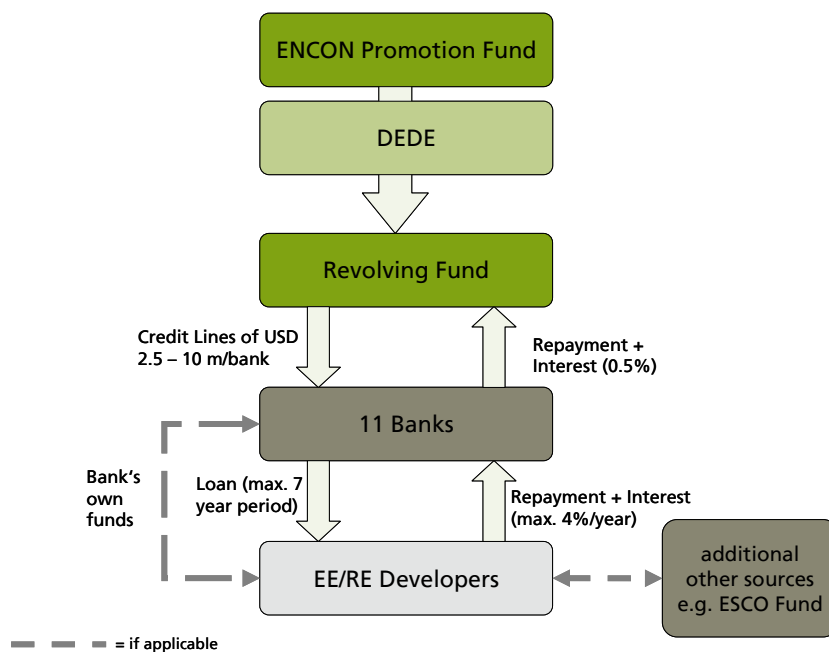 ENCON Promotion Fund
DEDE
Revolving Fund
Credit Lines of USD
2.5 – 10 m/bank
Repayment +
Interest (0.5%)
11 Banks
Bank‘s
own
funds
Loan (max. 7
year period)
Repayment + Interest
(max. 4%/year)
EE/RE Developers
additional
other sources
e.g. ESCO Fund
= if applicable